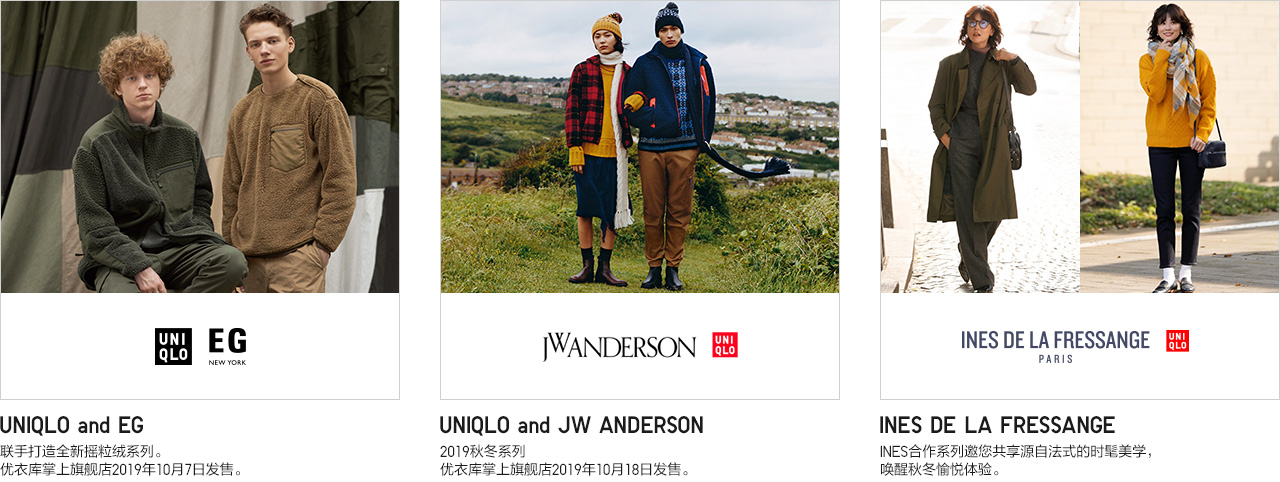 UNI
QLO
EG
NEW YORK
UNIQLO and EG
联手打造全新摇粒绒系列。
优衣库掌上旗舰店2019年10月7日发售。
JW ANDERSON
UNI
QLO
UNIQLO and JW ANDERSON
2019秋冬系列
优衣库掌上旗舰店2019年10月18日发售。
INES DE LA FRESSANGE
PARIS
UNI
QLO
INES DE LA FRESSANGE
INES合作系列邀您共享源自法式的时髦美学，
唤醒秋冬愉悦体验。